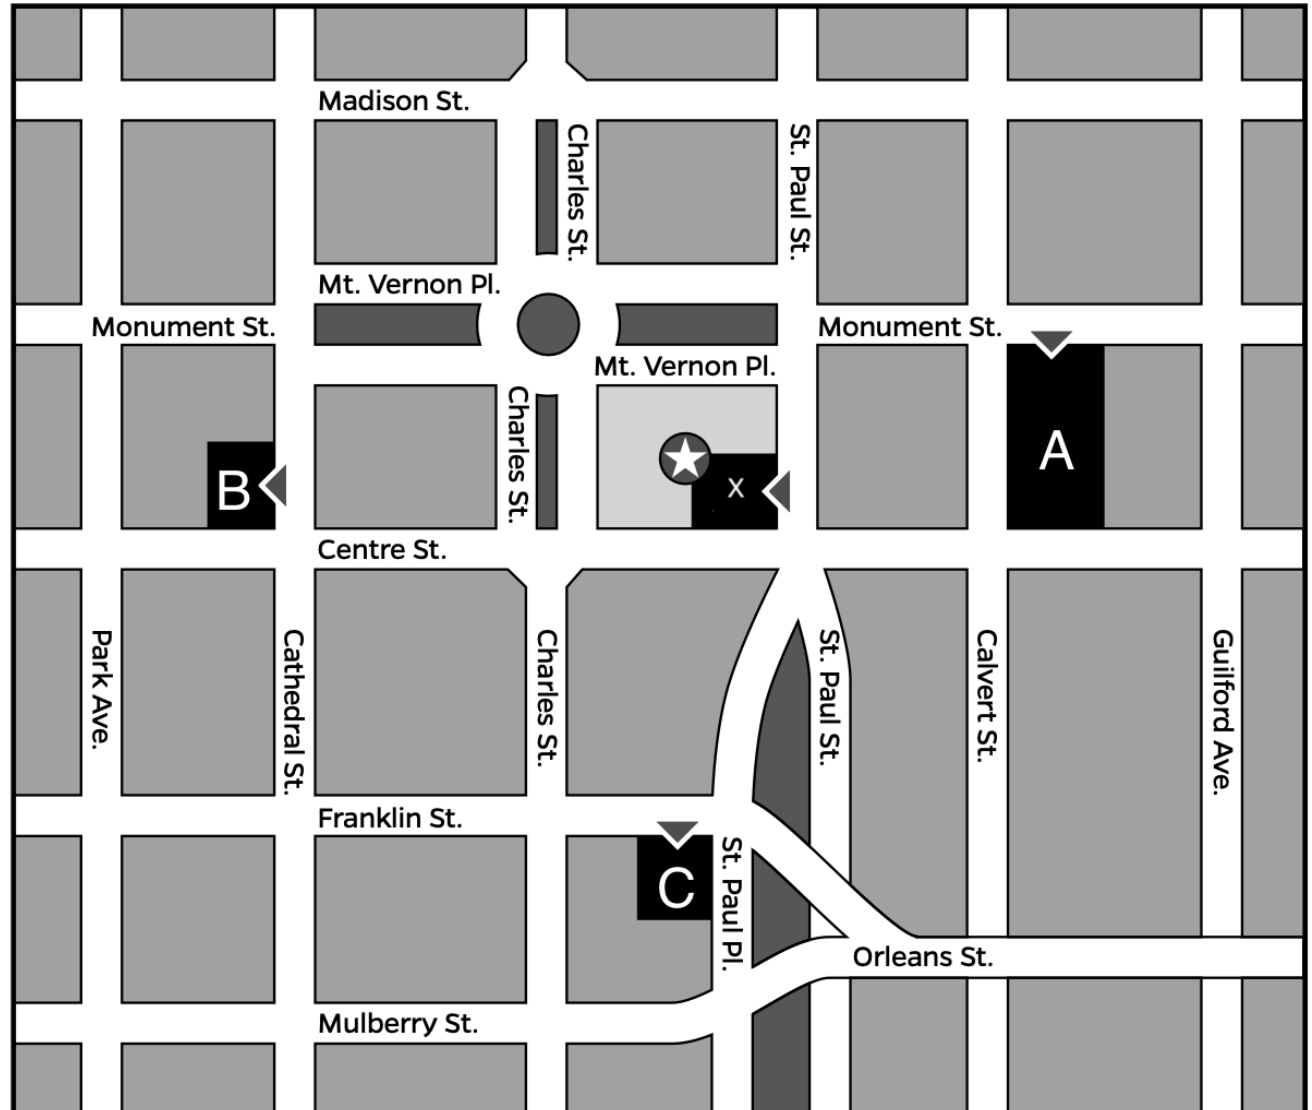 Madison St.
Charles St.
St. Paul St.
Mt. Vernon Pl.
Monument St.
Monument St.
Mt. Vernon Pl.
Charles St.
A
B
X
Centre St.
Park Ave.
Cathedral St.
Charles St.
St. Paul St.
Calvert St.
Guilford Ave.
Franklin St.
C
St. Paul Pl.
Orleans St.
Mulberry St.